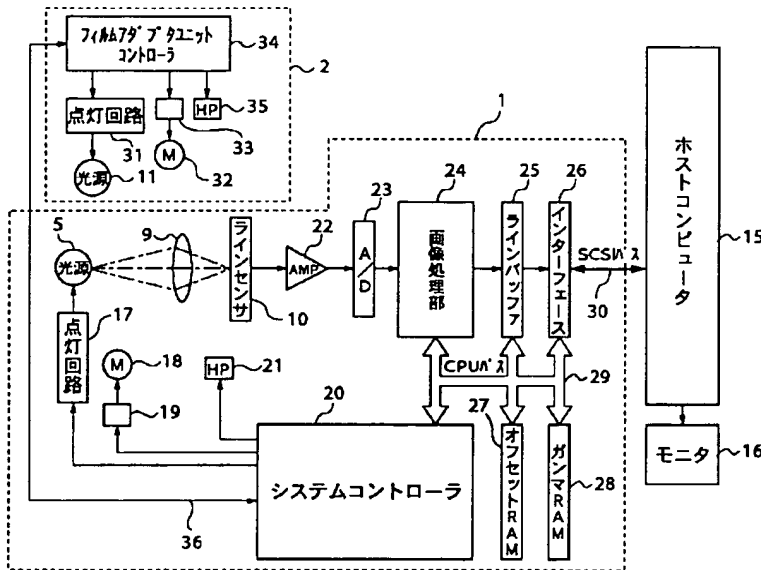 フィルムアダプタユニット
コントローラ
34
2
点灯回路
HP
35
31
33
M
光源
11
32
1
ホストコンピュータ
15
5
光源
9
ラインセンサ
10
22
AMP
23
A/D
24
画像処理部
25
ラインバッファ
26
インターフェース
SCSIバス
30
17
点灯回路
18
M
19
HP
21
CPUバス
29
20
システムコントローラ
27
オフセットRAM
ガンマRAM
28
モニタ
16
36